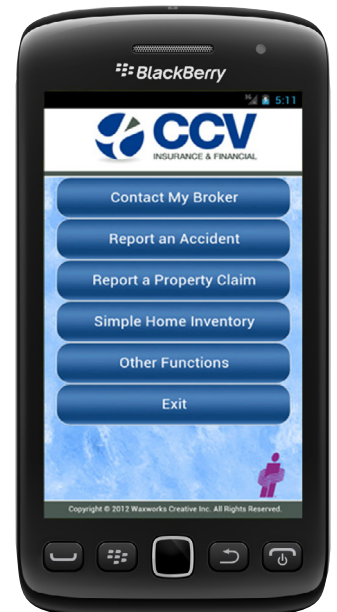 BlackBerry
3G 5:11
CCV
INSURANCE & FINANCIAL
Contact My Broker
Report an Accident
Report a Property Claim
Simple Home Inventory
Other Functions
Exit
Copyright © 2012 Waxworks Creative Inc. All Rights Reserved.